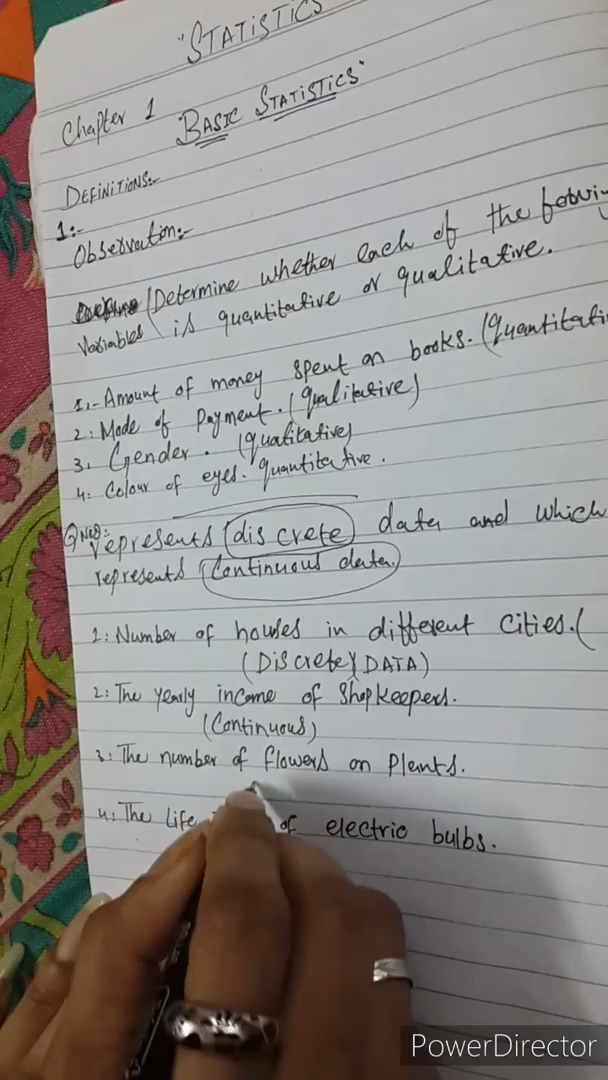 "STATISTICS
Chapter 1
BASIC STATISTICS"
DEFINITIONS:-
1:-
Observation:-
(Determine whether each of the
Variables is quantitative or qualitative.
1:- Amount of money spent on books. (Quantitati
2: Mode of Payment. (Qualitative)
3. Gender. (qualitative)
4: Colour of eyes. quantitative.
QNo2:
represents (discrete) data and which
represents (Continuous data)
1: Number of houses in different Cities. (
(Discrete) DATA)
2: The yearly income of Shopkeepers.
(Continuous)
3: The number of flowers on Plants.
4: The Life of electric bulbs.
PowerDirector